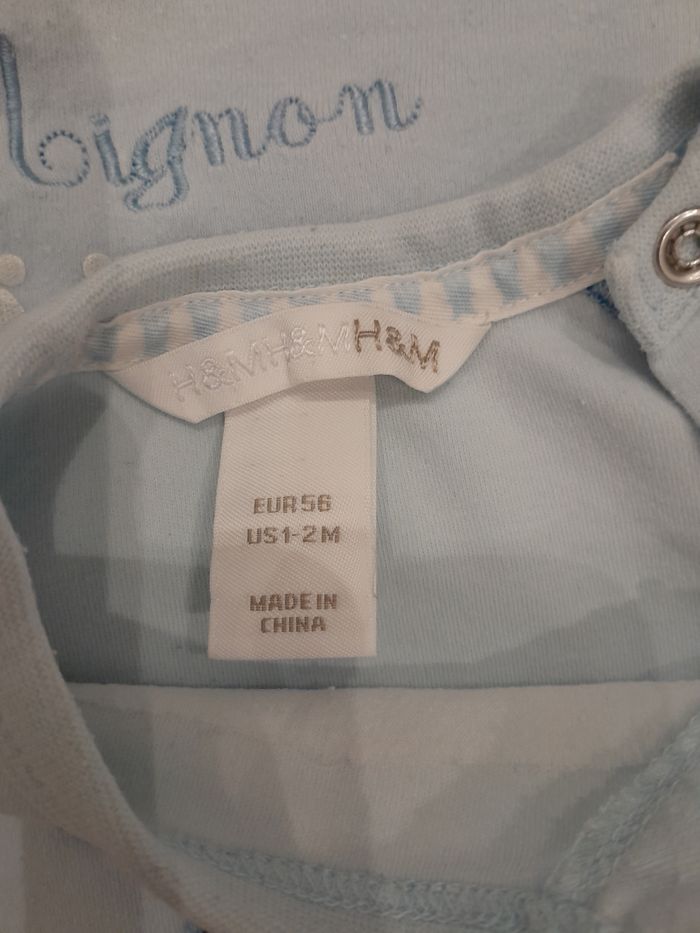 lignon
H&MH&MH&M
EUR 56
US 1-2 M
MADE IN
CHINA